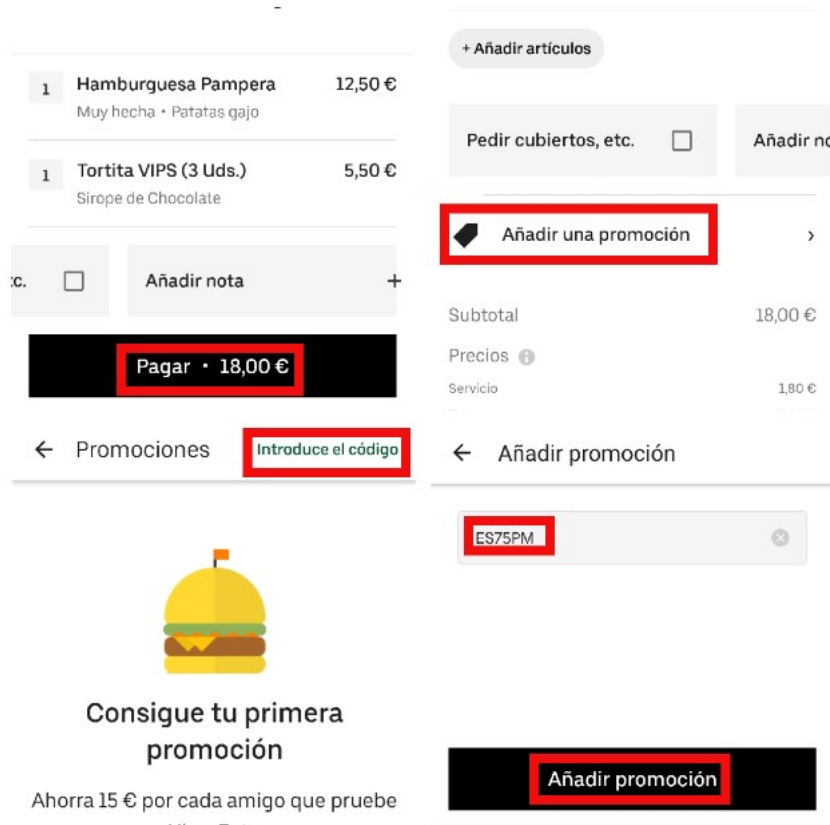 1 Hamburguesa Pampera 12,50 €
Muy hecha • Patatas gajo
1 Tortita VIPS (3 Uds.) 5,50 €
Sirope de Chocolate
tc. Añadir nota +
Pagar • 18,00 €
+ Añadir artículos
Pedir cubiertos, etc. Añadir no
Añadir una promoción ›
Subtotal 18,00 €
Precios i
Servicio 1,80 €
← Promociones Introduce el código
Consigue tu primera
promoción
Ahorra 15 € por cada amigo que pruebe
← Añadir promoción
ES75PM
Añadir promoción